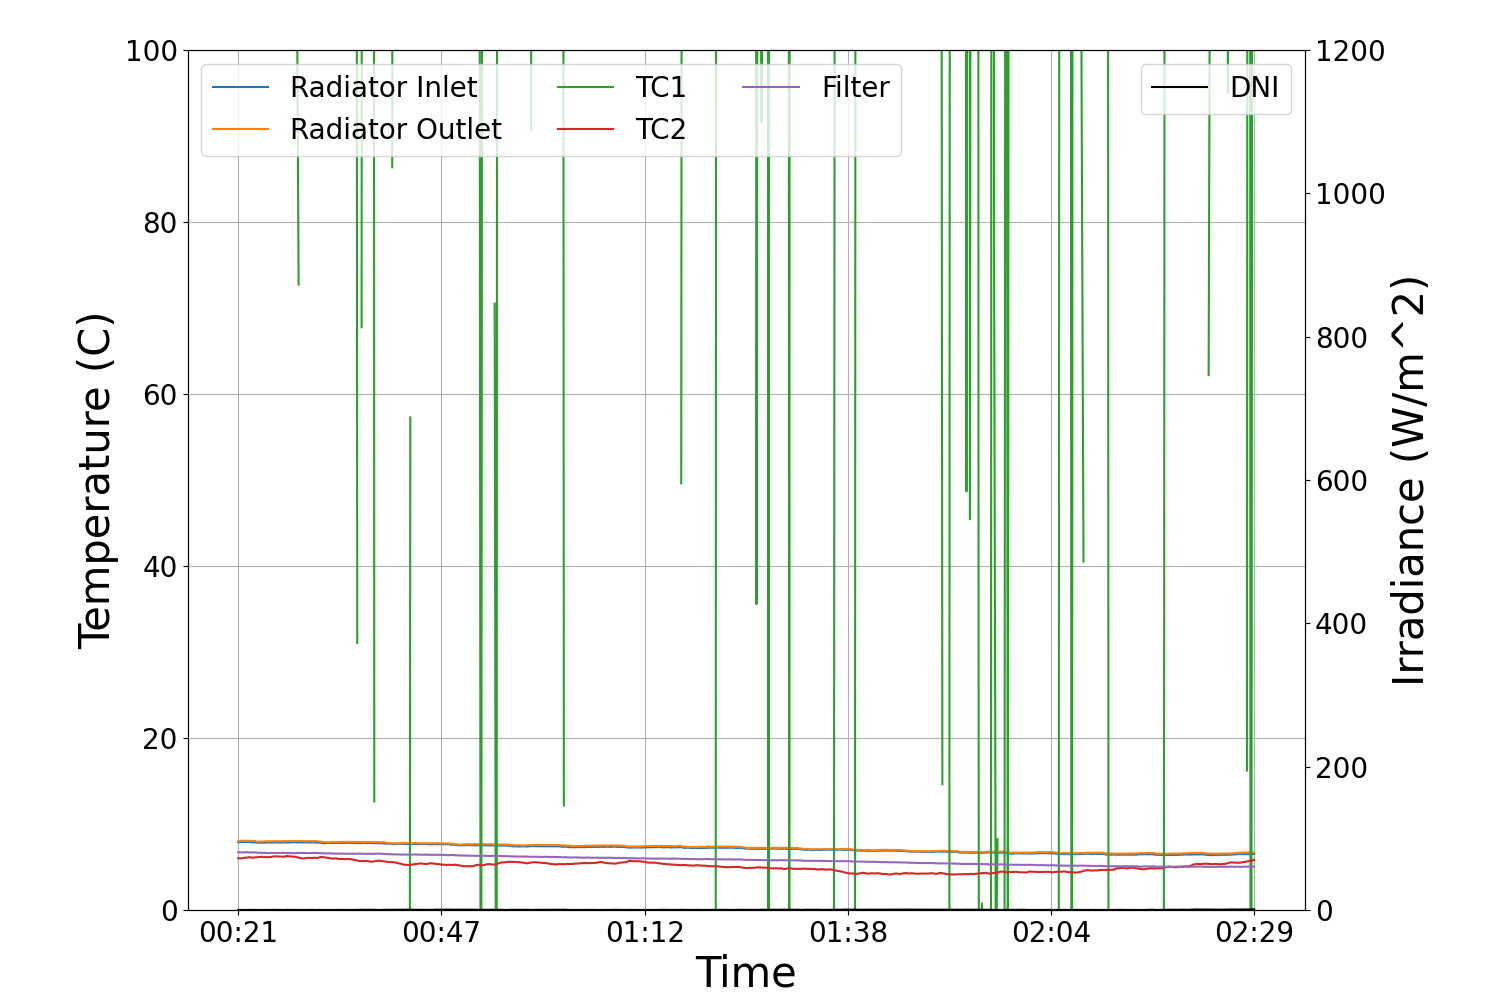 100
80
60
40
20
0
Temperature (C)
Radiator Inlet
Radiator Outlet
TC1
TC2
Filter
DNI
1200
1000
800
600
400
200
0
Irradiance (W/m^2)
00:21 00:47 01:12 01:38 02:04 02:29
Time